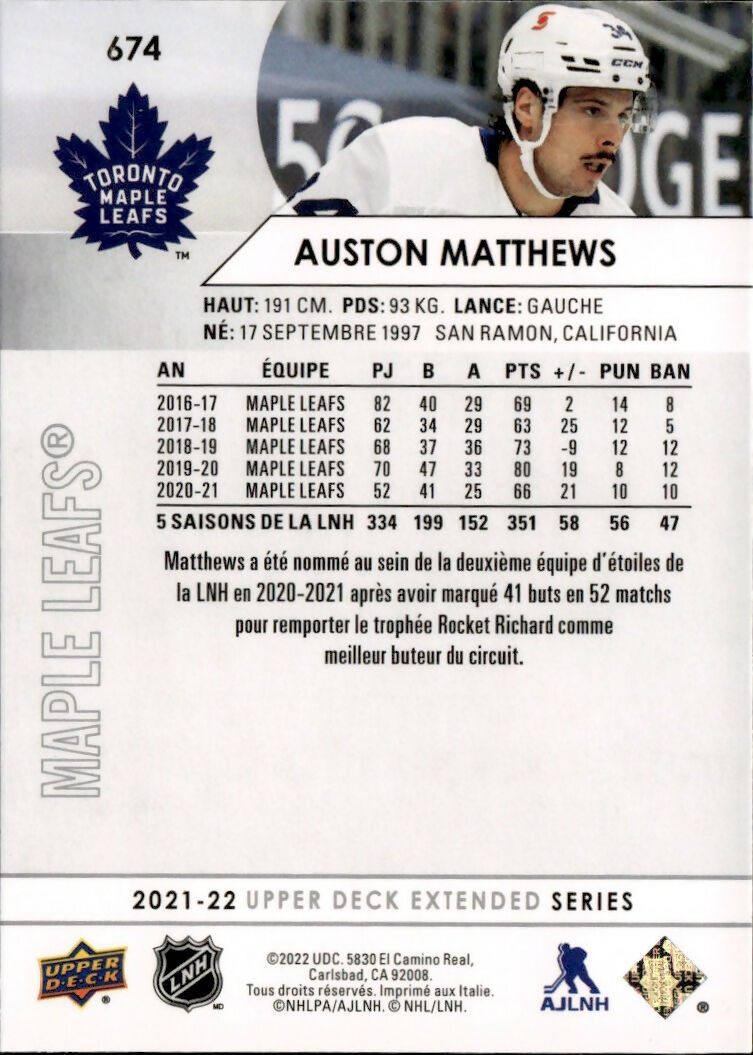 674
34
CCM
TORONTO
MAPLE
LEAFS
TM
AUSTON MATTHEWS
HAUT: 191 CM. PDS: 93 KG. LANCE: GAUCHE
NÉ: 17 SEPTEMBRE 1997 SAN RAMON, CALIFORNIA
AN ÉQUIPE PJ B A PTS +/- PUN BAN
2016-17 MAPLE LEAFS 82 40 29 69 2 14 8
2017-18 MAPLE LEAFS 62 34 29 63 25 12 5
2018-19 MAPLE LEAFS 68 37 36 73 -9 12 12
2019-20 MAPLE LEAFS 70 47 33 80 19 8 12
2020-21 MAPLE LEAFS 52 41 25 66 21 10 10
5 SAISONS DE LA LNH 334 199 152 351 58 56 47
Matthews a été nommé au sein de la deuxième équipe d'étoiles de
la LNH en 2020-2021 après avoir marqué 41 buts en 52 matchs
pour remporter le trophée Rocket Richard comme
meilleur buteur du circuit.
MAPLE LEAFS®
2021-22 UPPER DECK EXTENDED SERIES
UPPER
D·E·C·K
®
LNH
MD
©2022 UDC. 5830 El Camino Real,
Carlsbad, CA 92008.
Tous droits réservés. Imprimé aux Italie.
©NHLPA/AJLNH. © NHL/LNH.
AJLNH
®